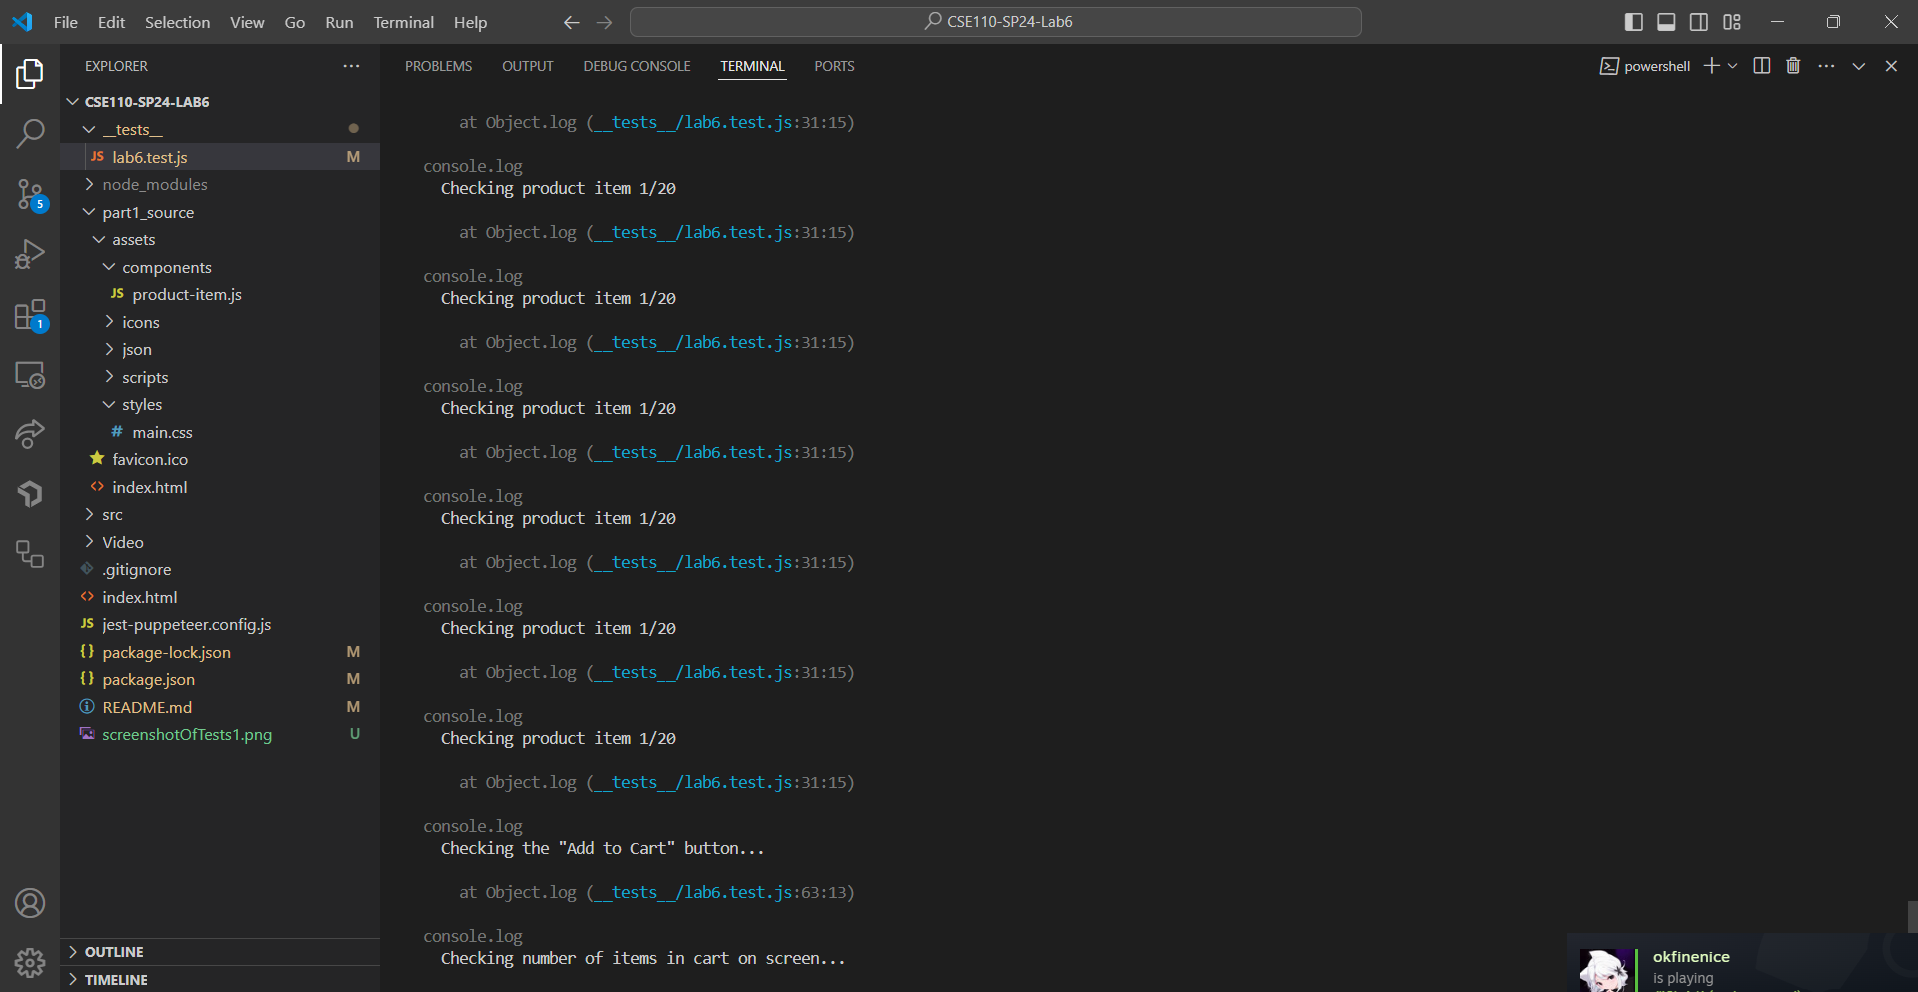 File Edit Selection View Go Run Terminal Help
CSE110-SP24-Lab6
EXPLORER
PROBLEMS OUTPUT DEBUG CONSOLE TERMINAL PORTS
powershell
CSE110-SP24-LAB6
__tests__
JS lab6.test.js M
node_modules
part1_source
assets
components
JS product-item.js
icons
json
scripts
styles
# main.css
favicon.ico
<> index.html
src
Video
.gitignore
<> index.html
JS jest-puppeteer.config.js
{} package-lock.json M
{} package.json M
README.md M
screenshotOfTests1.png U
OUTLINE
TIMELINE
5
1
at Object.log (__tests__/lab6.test.js:31:15)
console.log
Checking product item 1/20
at Object.log (__tests__/lab6.test.js:31:15)
console.log
Checking product item 1/20
at Object.log (__tests__/lab6.test.js:31:15)
console.log
Checking product item 1/20
at Object.log (__tests__/lab6.test.js:31:15)
console.log
Checking product item 1/20
at Object.log (__tests__/lab6.test.js:31:15)
console.log
Checking product item 1/20
at Object.log (__tests__/lab6.test.js:31:15)
console.log
Checking product item 1/20
at Object.log (__tests__/lab6.test.js:31:15)
console.log
Checking the "Add to Cart" button...
at Object.log (__tests__/lab6.test.js:63:13)
console.log
Checking number of items in cart on screen...
okfinenice
is playing